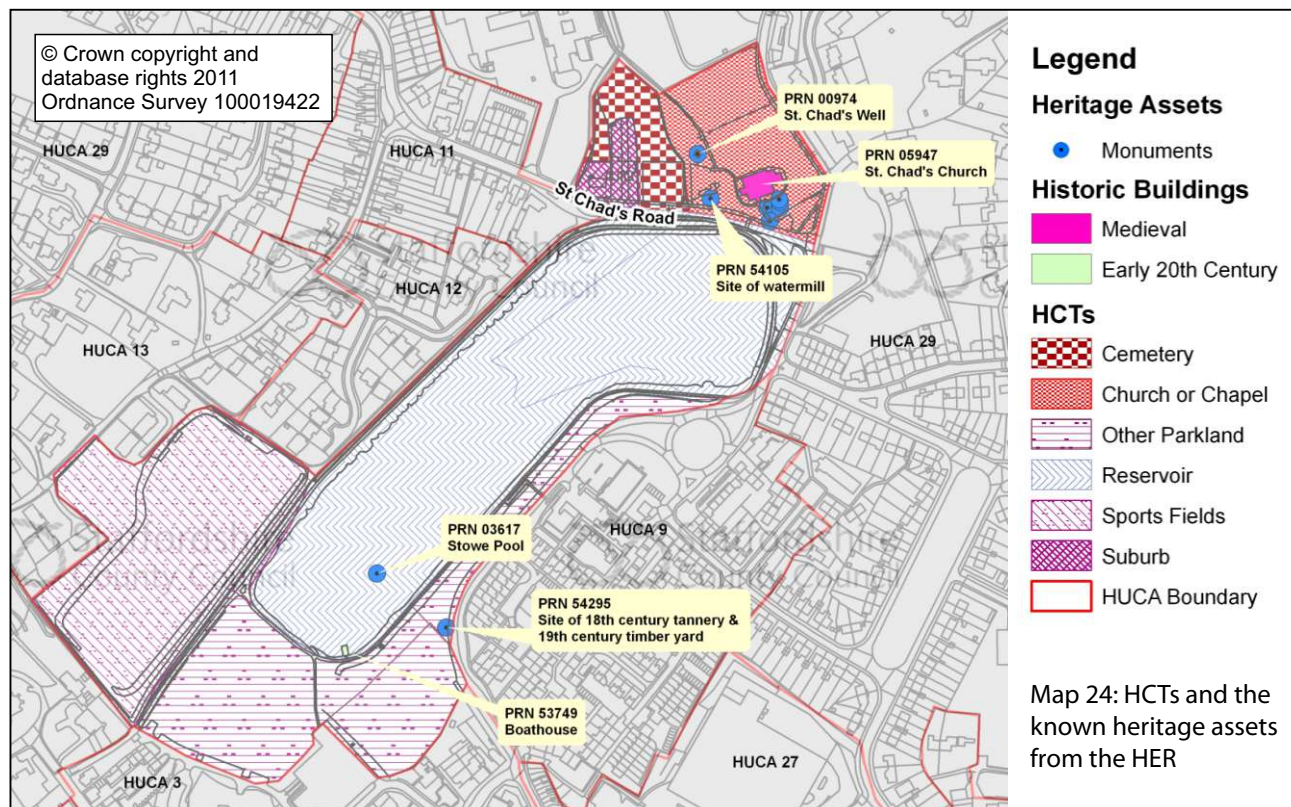 © Crown copyright and
database rights 2011
Ordnance Survey 100019422
HUCA 29
HUCA 11
PRN 00974
St. Chad's Well
PRN 05947
St. Chad's Church
St Chad's Road
PRN 54105
Site of watermill
HUCA 12
HUCA 13
HUCA 29
PRN 03617
Stowe Pool
HUCA 9
PRN 54295
Site of 18th century tannery &
19th century timber yard
PRN 53749
Boathouse
HUCA 3
HUCA 27
Staffordshire
County Council
Legend
Heritage Assets
Monuments
Historic Buildings
Medieval
Early 20th Century
HCTs
Cemetery
Church or Chapel
Other Parkland
Reservoir
Sports Fields
Suburb
HUCA Boundary
Map 24: HCTs and the
known heritage assets
from the HER